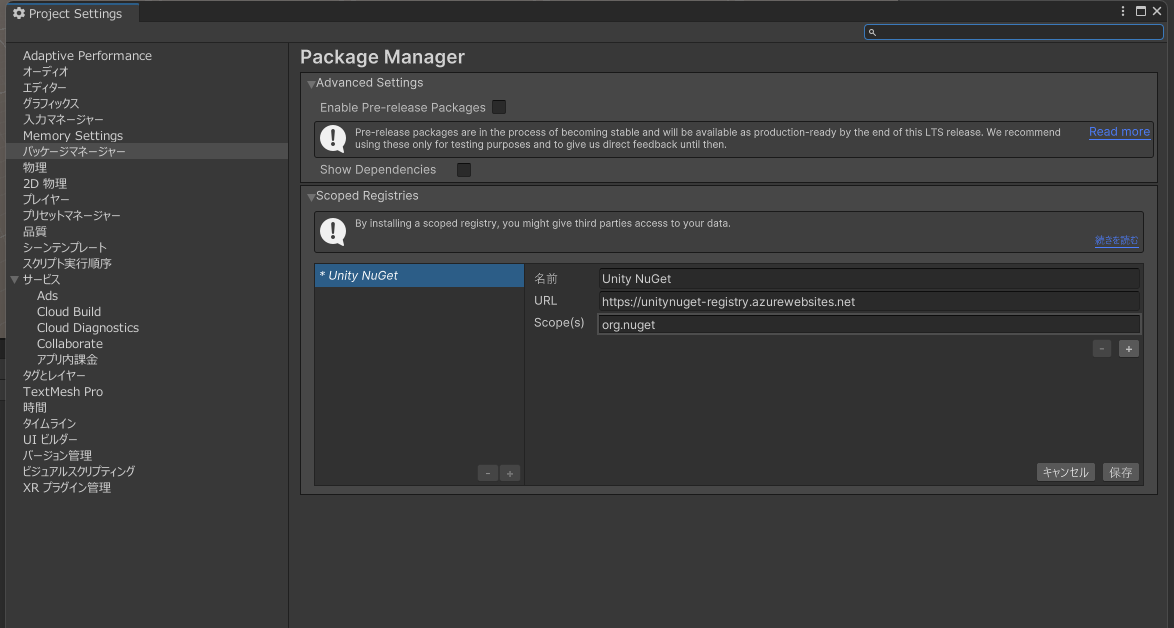 Project Settings
Adaptive Performance
オーディオ
エディター
グラフィックス
入力マネージャー
Memory Settings
パッケージマネージャー
物理
2D 物理
プレイヤー
プリセットマネージャー
品質
シーンテンプレート
スクリプト実行順序
サービス
Ads
Cloud Build
Cloud Diagnostics
Collaborate
アプリ内課金
タグとレイヤー
TextMesh Pro
時間
タイムライン
UI ビルダー
バージョン管理
ビジュアルスクリプティング
XR プラグイン管理
Package Manager
Advanced Settings
Enable Pre-release Packages
Pre-release packages are in the process of becoming stable and will be available as production-ready by the end of this LTS release. We recommend
using these only for testing purposes and to give us direct feedback until then.
Read more
Show Dependencies
Scoped Registries
By installing a scoped registry, you might give third parties access to your data.
続きを読む
* Unity NuGet
名前 Unity NuGet
URL https://unitynuget-registry.azurewebsites.net
Scope(s) org.nuget
- +
- +
キャンセル 保存